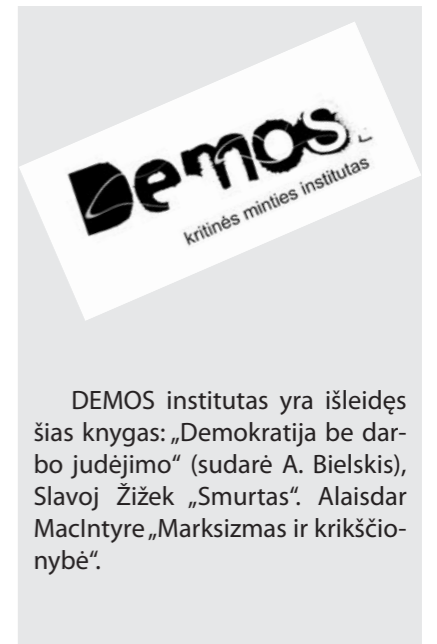 Demos
kritinės minties institutas
DEMOS institutas yra išleidęs
šias knygas: „Demokratija be dar-
bo judėjimo“ (sudarė A. Bielskis),
Slavoj Žižek „Smurtas“. Alaisdar
MacIntyre „Marksizmas ir krikščio-
nybė“.